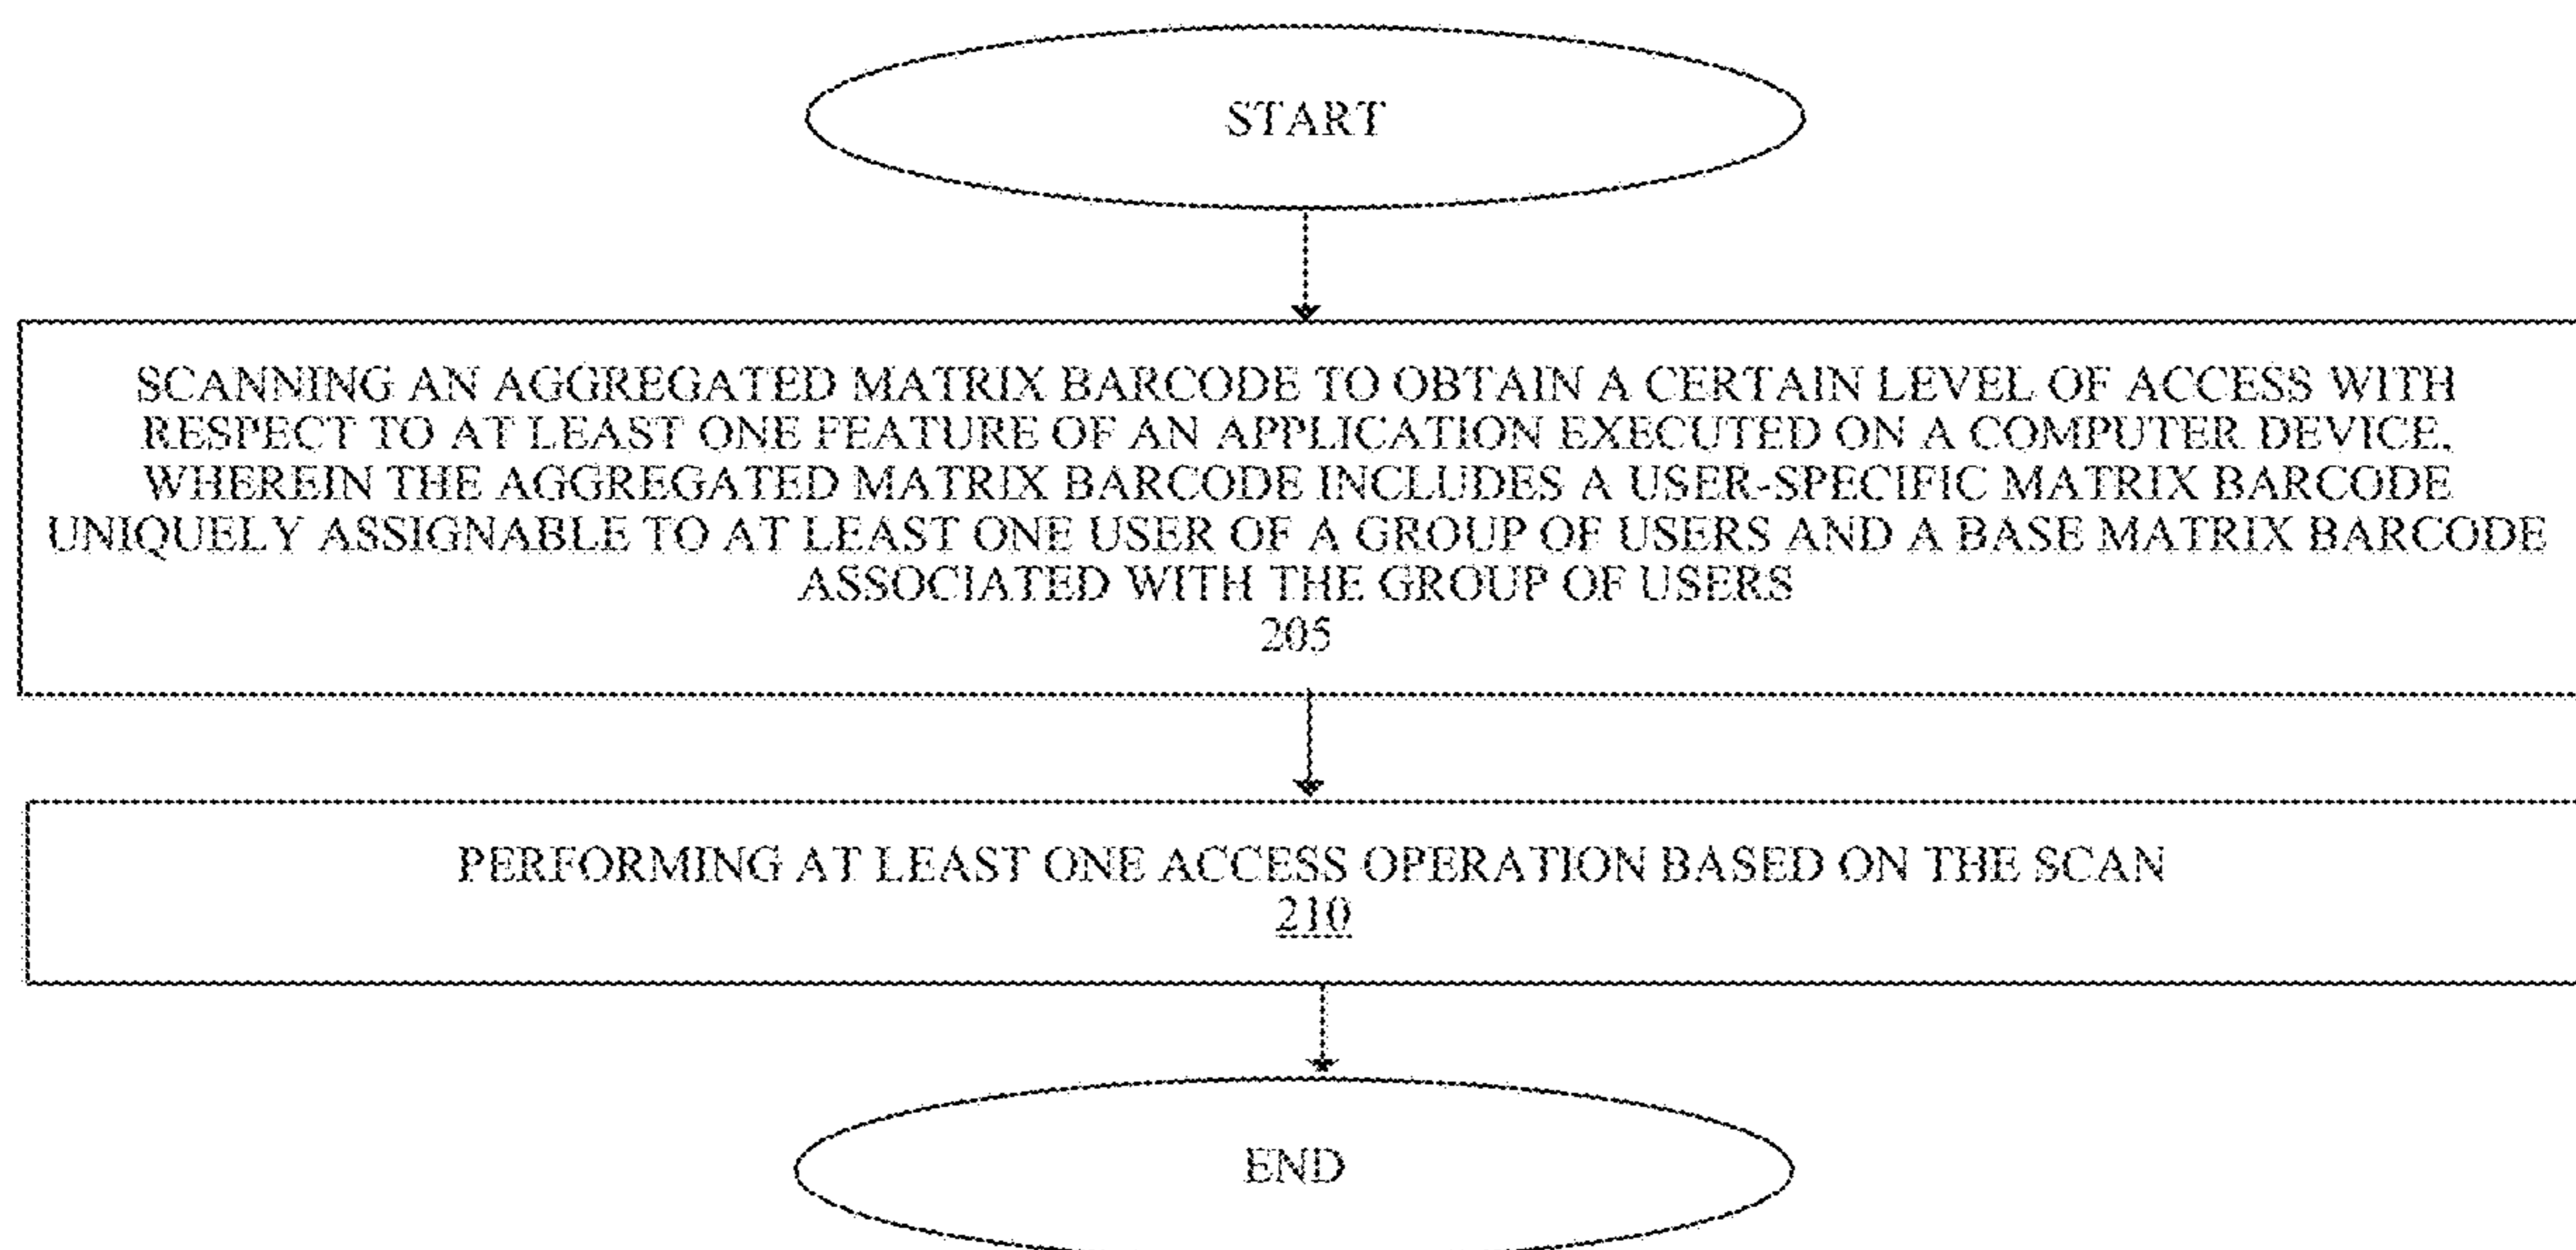 START
SCANNING AN AGGREGATED MATRIX BARCODE TO OBTAIN A CERTAIN LEVEL OF ACCESS WITH
RESPECT TO AT LEAST ONE FEATURE OF AN APPLICATION EXECUTED ON A COMPUTER DEVICE,
WHEREIN THE AGGREGATED MATRIX BARCODE INCLUDES A USER-SPECIFIC MATRIX BARCODE
UNIQUELY ASSIGNABLE TO AT LEAST ONE USER OF A GROUP OF USERS AND A BASE MATRIX BARCODE
ASSOCIATED WITH THE GROUP OF USERS
205
PERFORMING AT LEAST ONE ACCESS OPERATION BASED ON THE SCAN
210
END